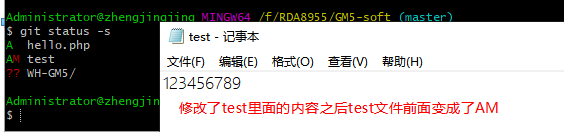 Administrator@zhengjingjing MINGW64 /f/RDA8955/GM5-soft (master)
$ git status -s
A  hello.php
AM test
?? WH-GM5/
Administrator@zhengjingjing
$
test - 记事本
文件(F) 编辑(E) 格式(O) 查看(V) 帮助(H)
123456789
修改了test里面的内容之后test文件前面变成了AM